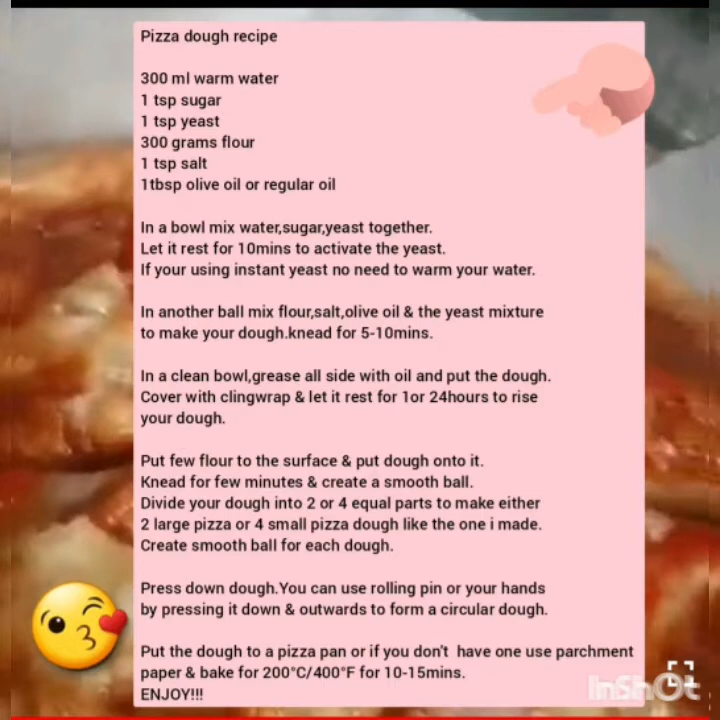 Pizza dough recipe
300 ml warm water
1 tsp sugar
1 tsp yeast
300 grams flour
1 tsp salt
1tbsp olive oil or regular oil
In a bowl mix water,sugar,yeast together.
Let it rest for 10mins to activate the yeast.
If your using instant yeast no need to warm your water.
In another ball mix flour,salt,olive oil & the yeast mixture
to make your dough.knead for 5-10mins.
In a clean bowl,grease all side with oil and put the dough.
Cover with clingwrap & let it rest for 1or 24hours to rise
your dough.
Put few flour to the surface & put dough onto it.
Knead for few minutes & create a smooth ball.
Divide your dough into 2 or 4 equal parts to make either
2 large pizza or 4 small pizza dough like the one i made.
Create smooth ball for each dough.
Press down dough.You can use rolling pin or your hands
by pressing it down & outwards to form a circular dough.
Put the dough to a pizza pan or if you don't have one use parchment
paper & bake for 200°C/400°F for 10-15mins.
ENJOY!!!
InShOt